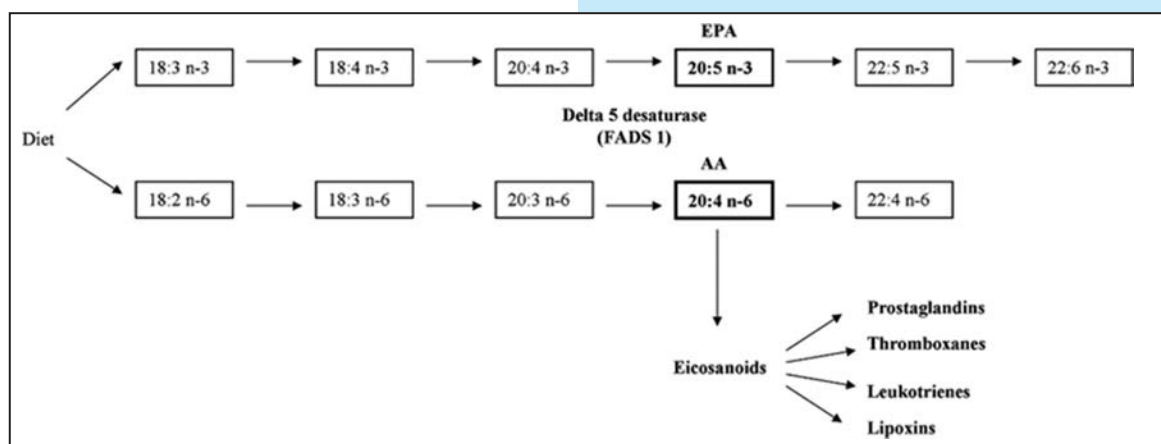 EPA
18:3 n-3 18:4 n-3 20:4 n-3 20:5 n-3 22:5 n-3 22:6 n-3
Delta 5 desaturase
(FADS 1)
Diet
AA
18:2 n-6 18:3 n-6 20:3 n-6 20:4 n-6 22:4 n-6
Prostaglandins
Thromboxanes
Eicosanoids
Leukotrienes
Lipoxins